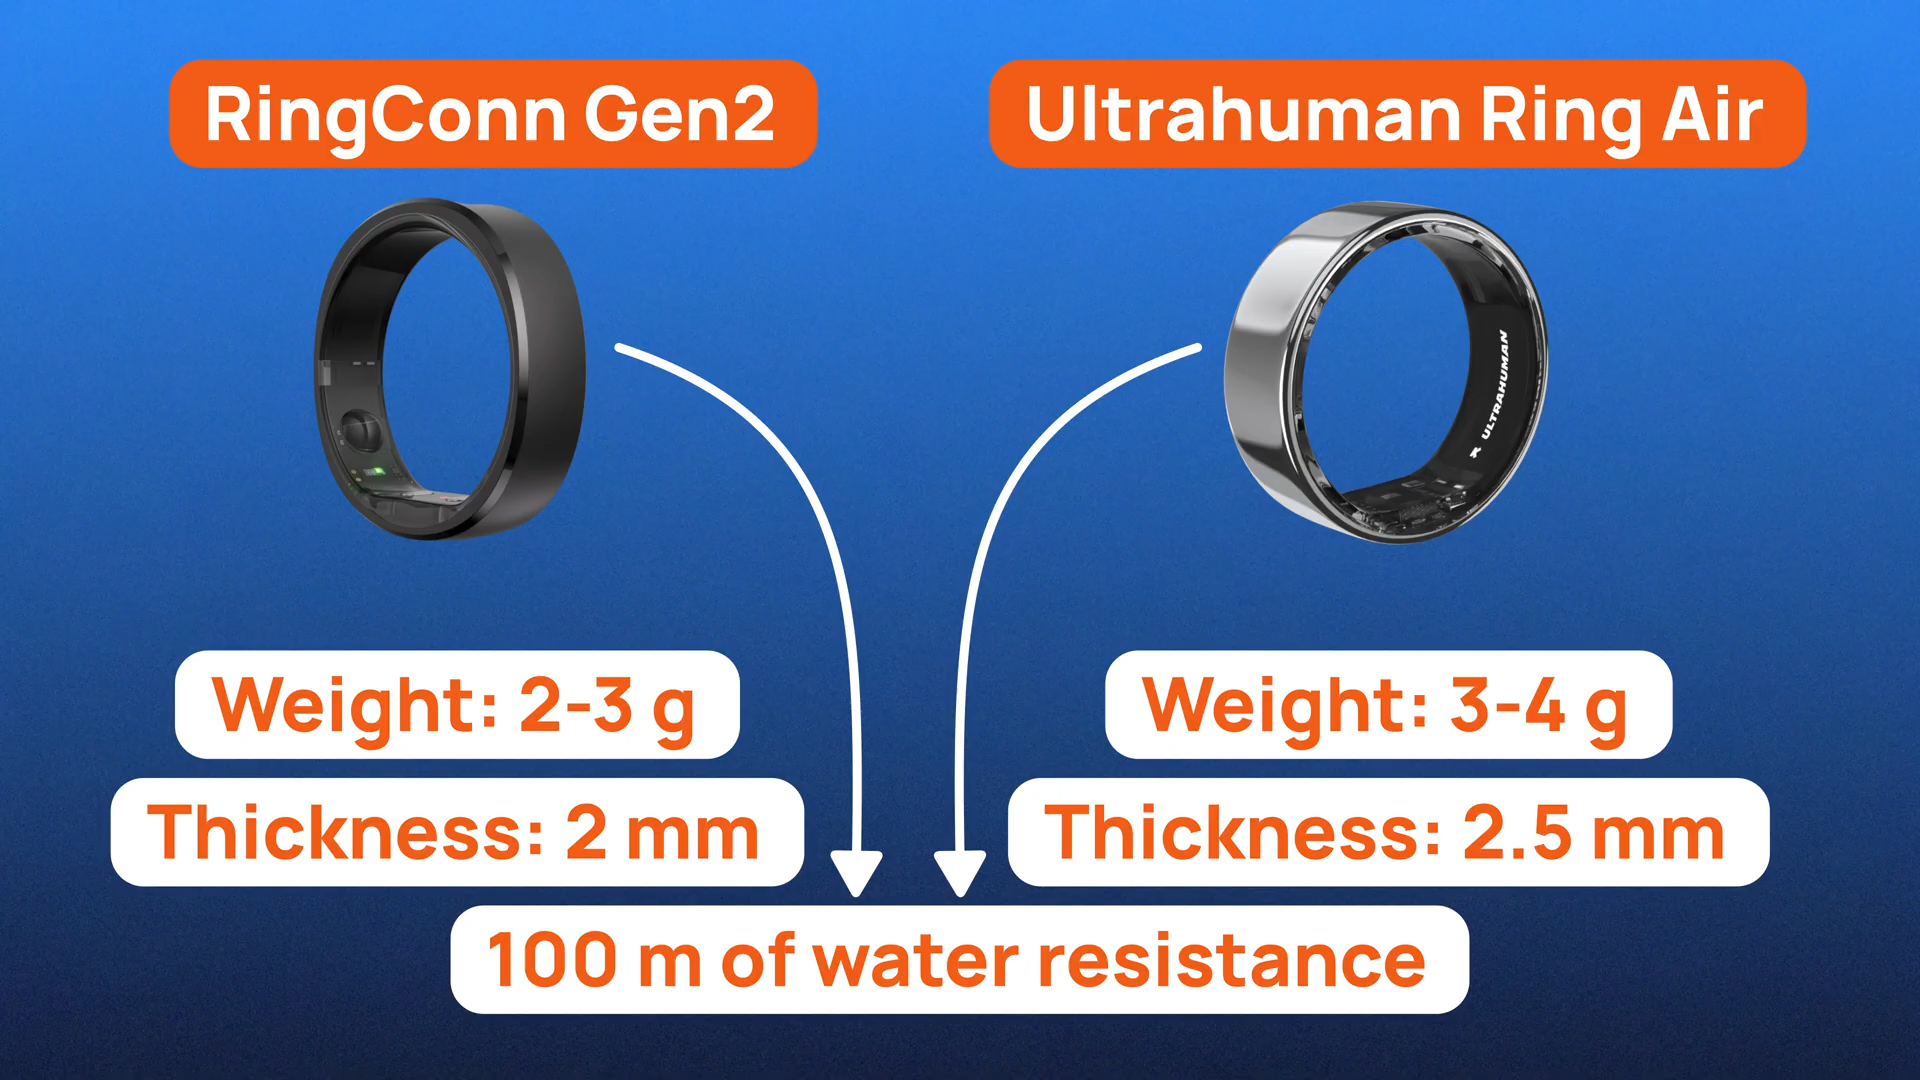 RingConn Gen2
Ultrahuman Ring Air
ULTRAHUMAN
Weight: 2-3 g
Weight: 3-4 g
Thickness: 2 mm
Thickness: 2.5 mm
100 m of water resistance